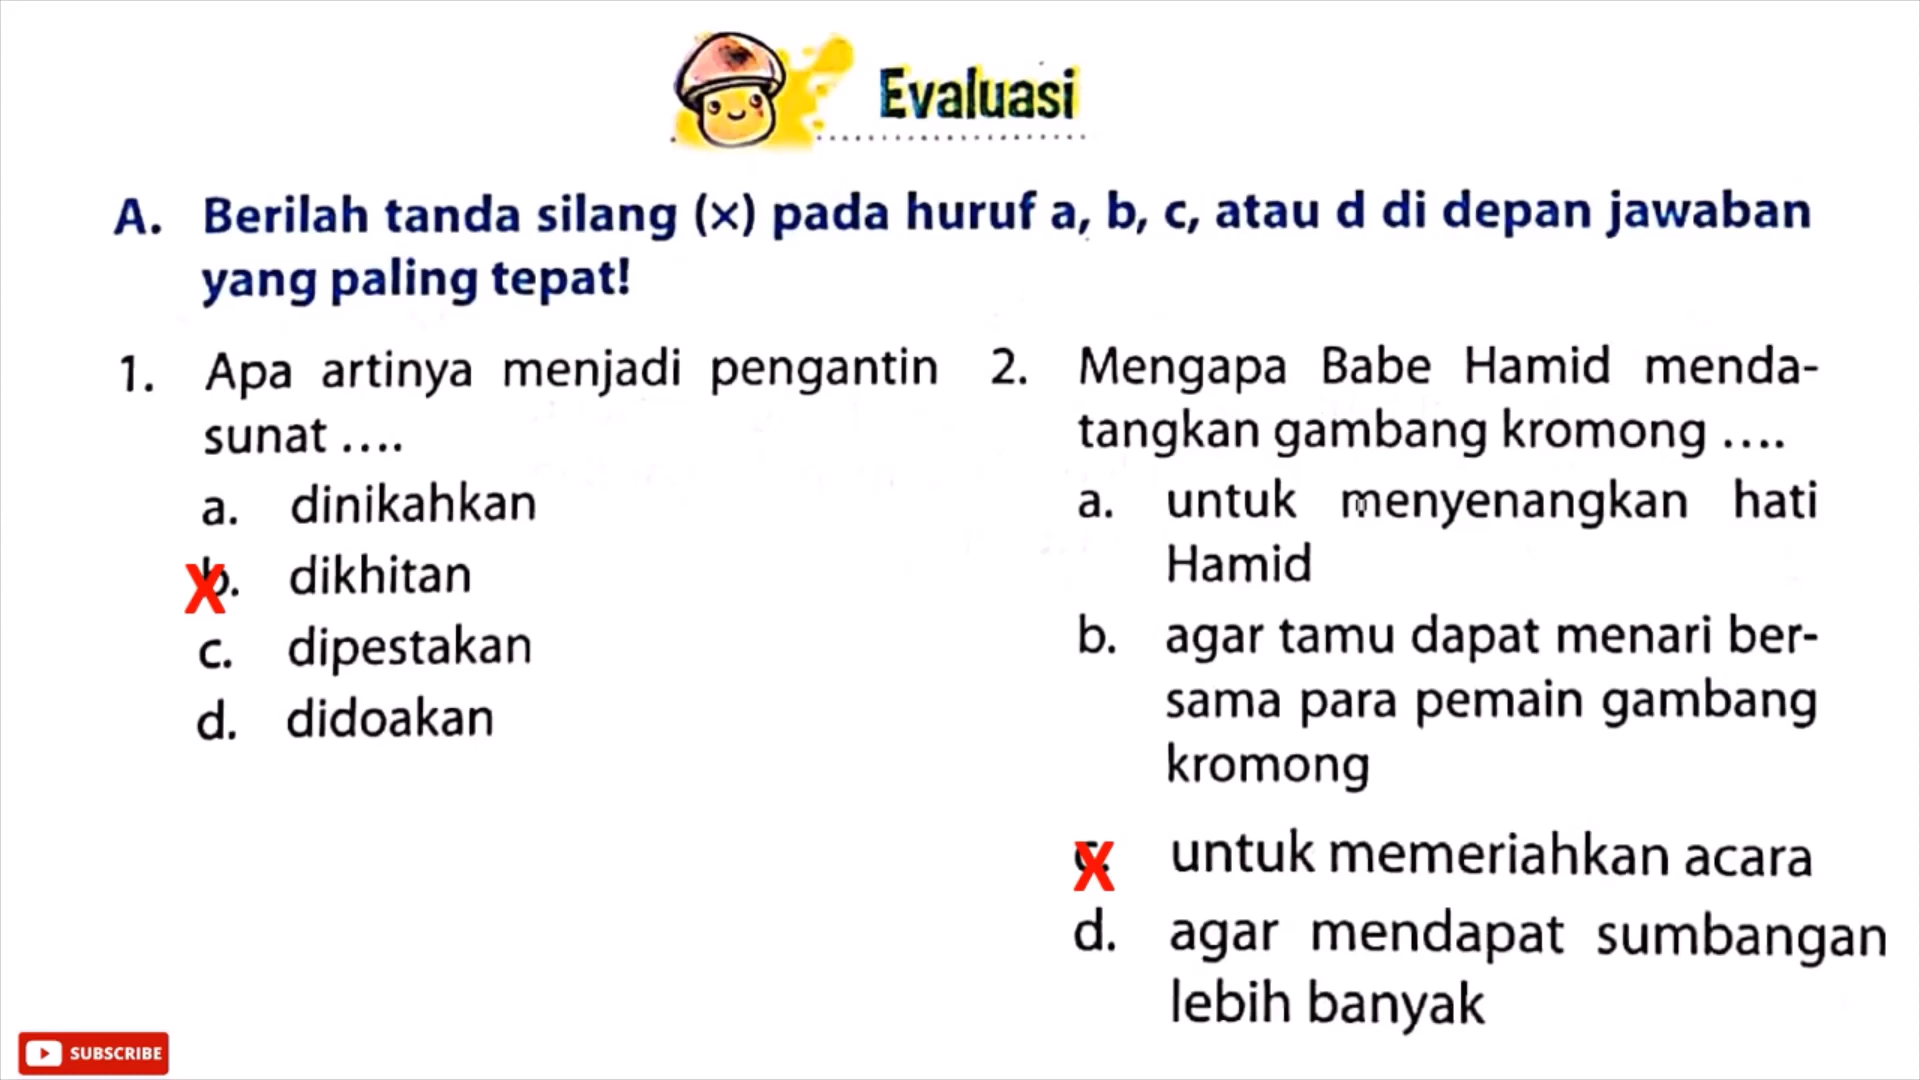 Evaluasi
A. Berilah tanda silang (×) pada huruf a, b, c, atau d di depan jawaban
yang paling tepat!
1. Apa artinya menjadi pengantin
sunat ....
a. dinikahkan
X b. dikhitan
c. dipestakan
d. didoakan
2. Mengapa Babe Hamid menda-
tangkan gambang kromong ....
a. untuk menyenangkan hati
Hamid
b. agar tamu dapat menari ber-
sama para pemain gambang
kromong
X c. untuk memeriahkan acara
d. agar mendapat sumbangan
lebih banyak
SUBSCRIBE